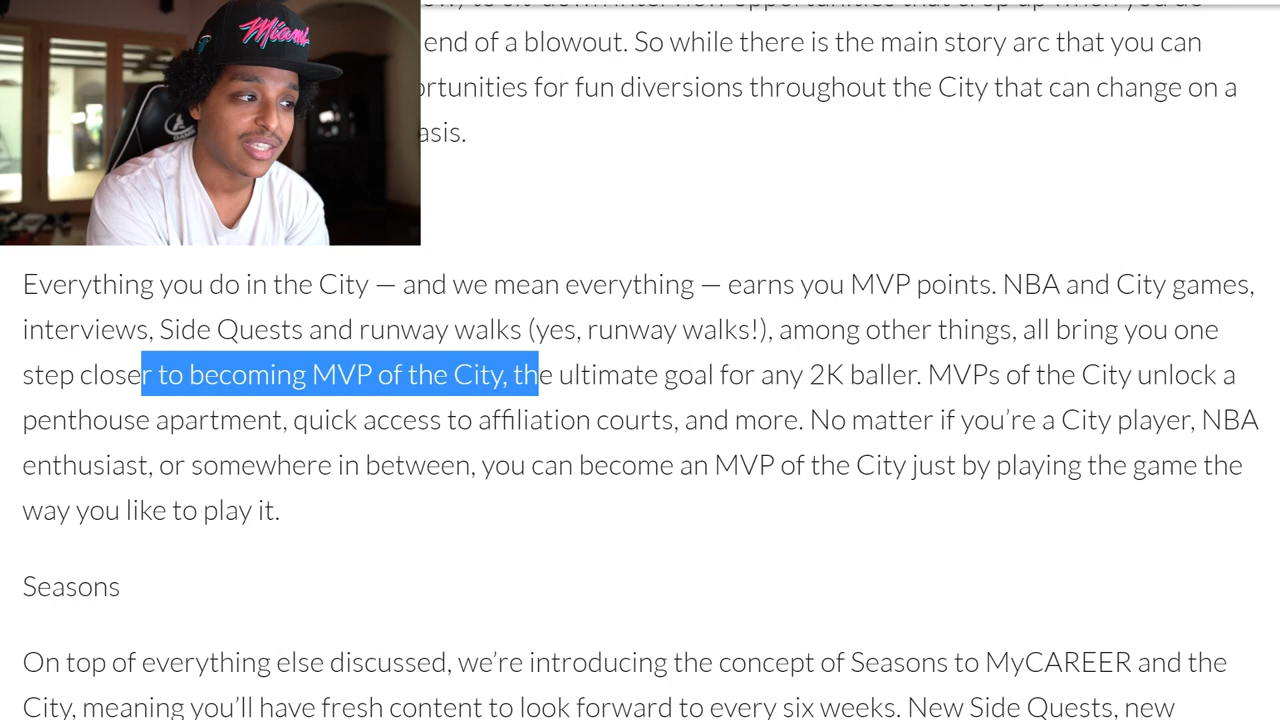 Miami
end of a blowout. So while there is the main story arc that you can
ortunities for fun diversions throughout the City that can change on a
asis.
Everything you do in the City — and we mean everything — earns you MVP points. NBA and City games,
interviews, Side Quests and runway walks (yes, runway walks!), among other things, all bring you one
step closer to becoming MVP of the City, the ultimate goal for any 2K baller. MVPs of the City unlock a
penthouse apartment, quick access to affiliation courts, and more. No matter if you’re a City player, NBA
enthusiast, or somewhere in between, you can become an MVP of the City just by playing the game the
way you like to play it.
Seasons
On top of everything else discussed, we’re introducing the concept of Seasons to MyCAREER and the
City, meaning you’ll have fresh content to look forward to every six weeks. New Side Quests, new